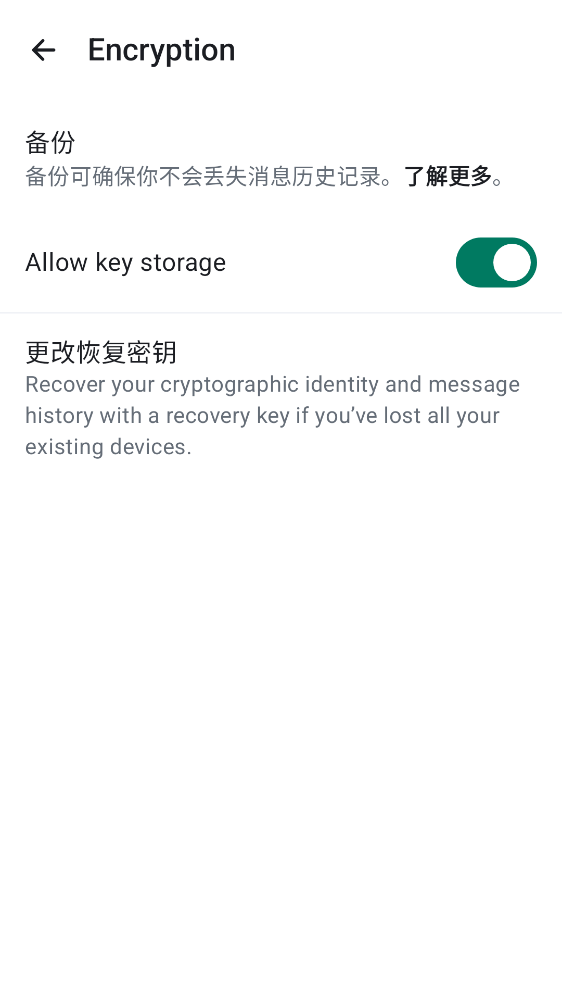 Encryption
备份
备份可确保你不会丢失消息历史记录。了解更多。
Allow key storage
更改恢复密钥
Recover your cryptographic identity and message
history with a recovery key if you’ve lost all your
existing devices.